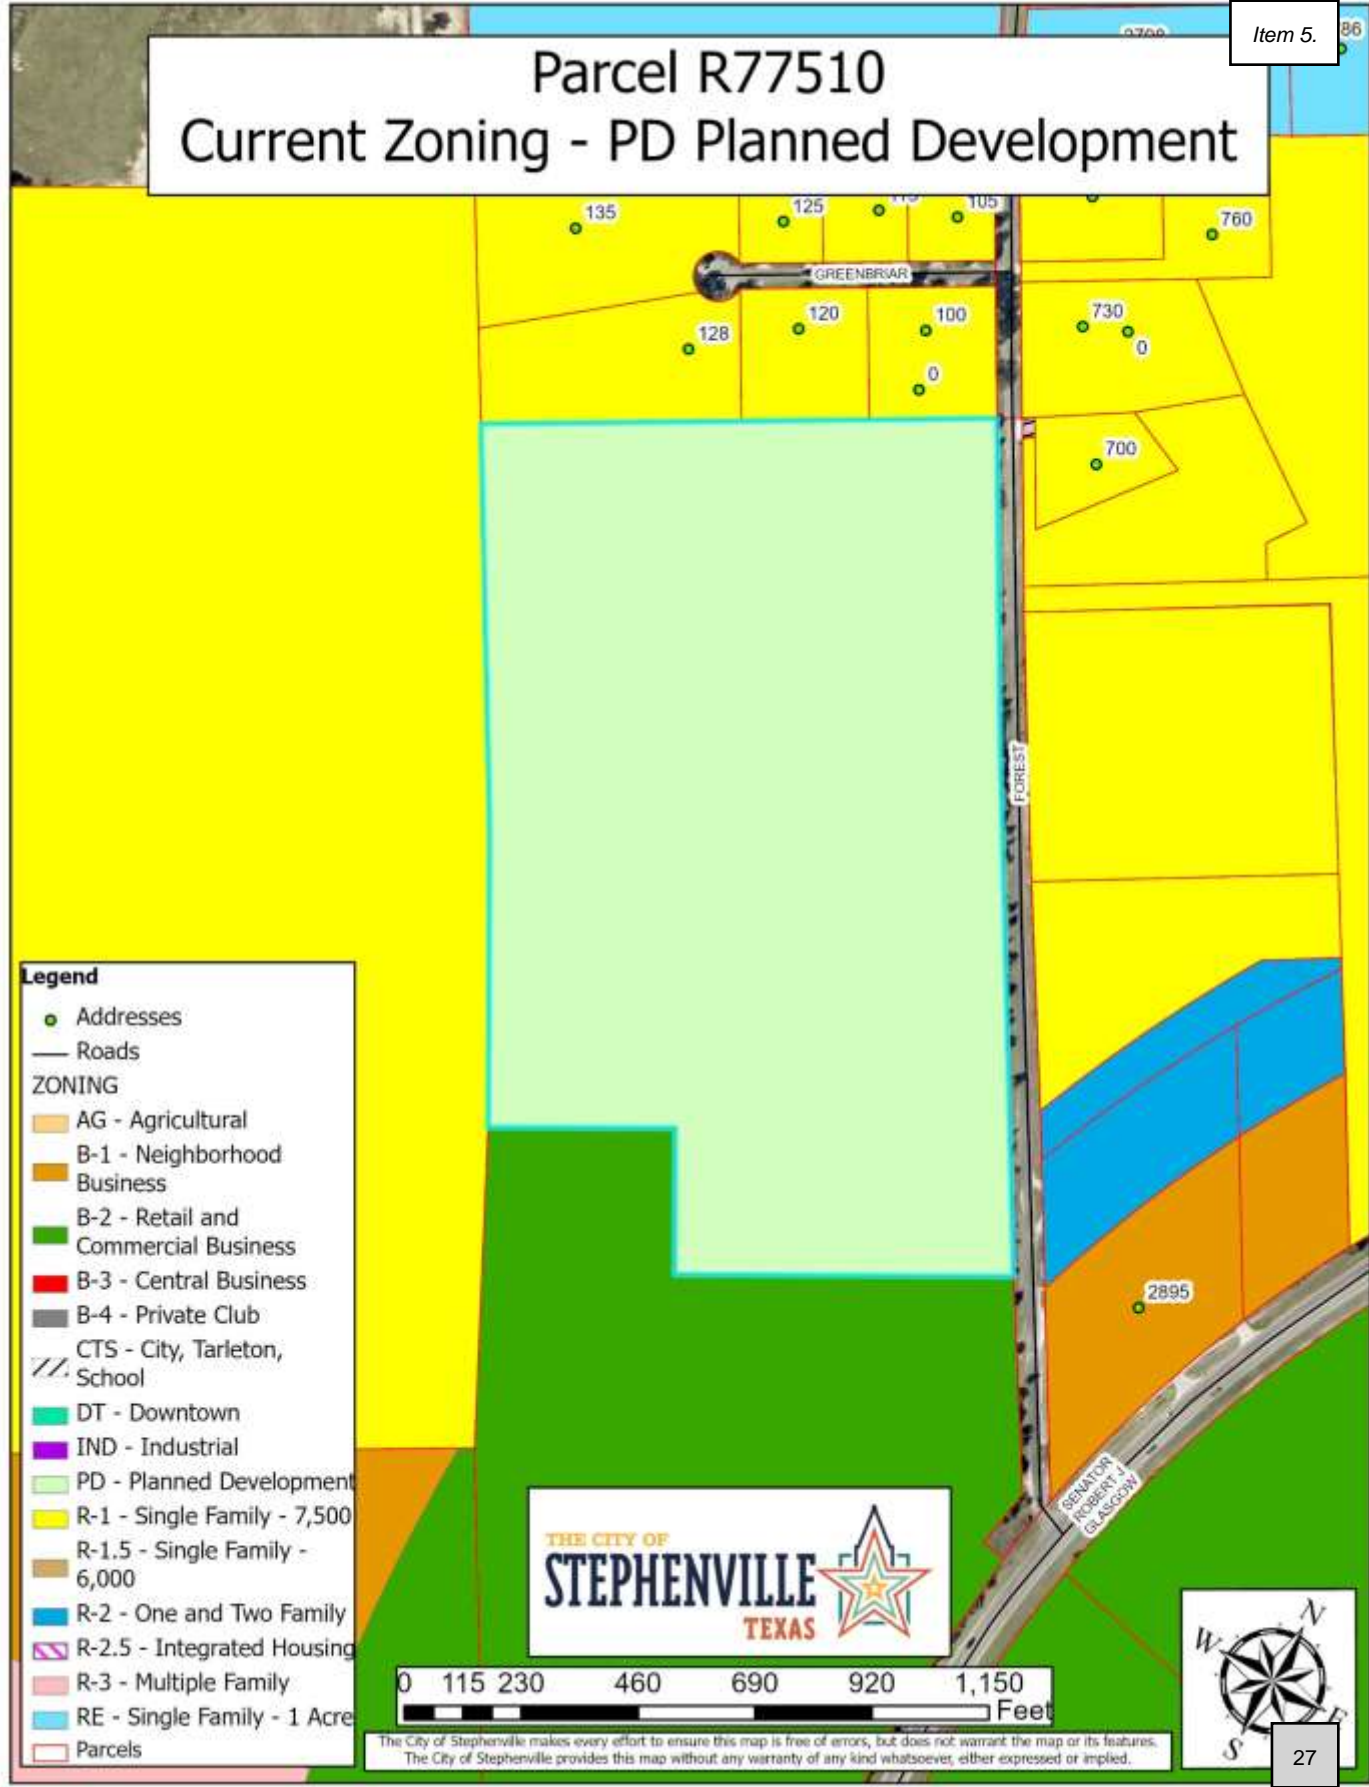 Item 5.
86
Parcel R77510
Current Zoning - PD Planned Development
135
125
105
760
GREENBRIAR
128
120
100
730
0
0
700
FOREST
2895
SENATOR
ROBERT J
GLASGOW
Legend
Addresses
Roads
ZONING
AG - Agricultural
B-1 - Neighborhood
Business
B-2 - Retail and
Commercial Business
B-3 - Central Business
B-4 - Private Club
CTS - City, Tarleton,
School
DT - Downtown
IND - Industrial
PD - Planned Development
R-1 - Single Family - 7,500
R-1.5 - Single Family -
6,000
R-2 - One and Two Family
R-2.5 - Integrated Housing
R-3 - Multiple Family
RE - Single Family - 1 Acre
Parcels
THE CITY OF
STEPHENVILLE
TEXAS
0 115 230 460 690 920 1,150
Feet
The City of Stephenville makes every effort to ensure this map is free of errors, but does not warrant the map or its features.
The City of Stephenville provides this map without any warranty of any kind whatsoever, either expressed or implied.
N
W
E
S
27